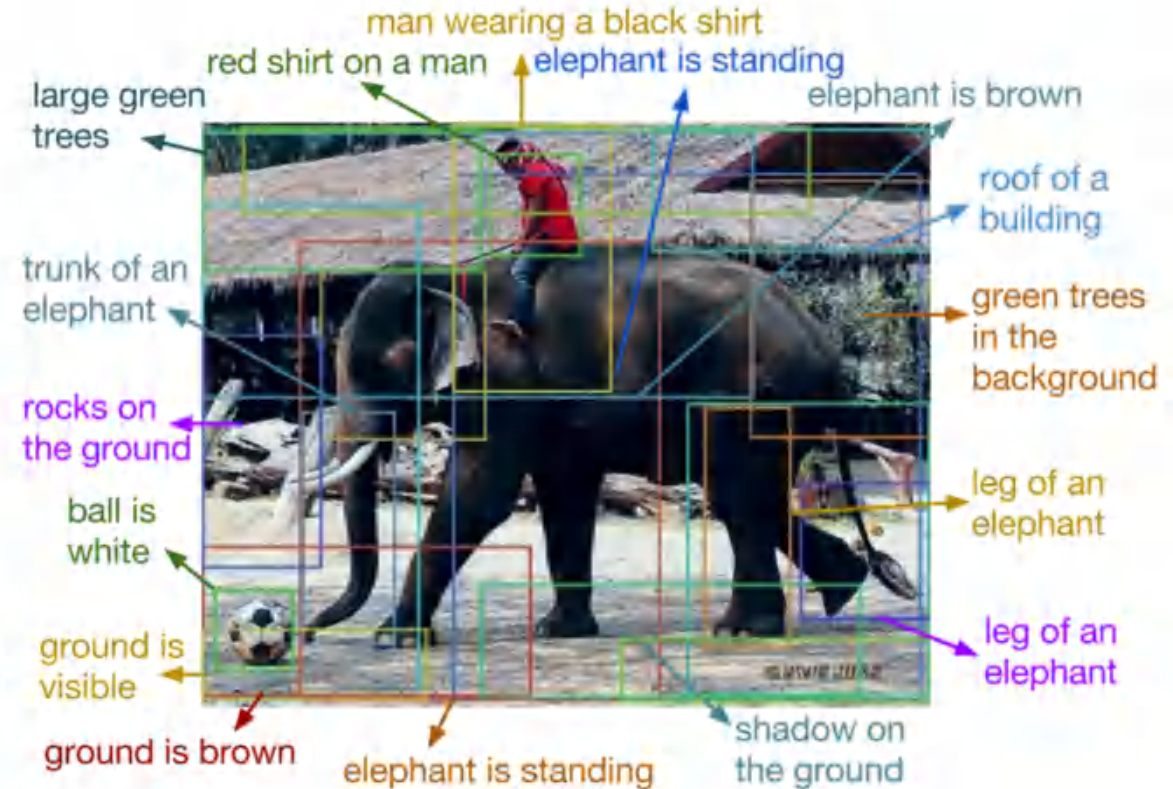 man wearing a black shirt
red shirt on a man
elephant is standing
large green
trees
elephant is brown
roof of a
building
trunk of an
elephant
green trees
in the
background
rocks on
the ground
leg of an
elephant
ball is
white
leg of an
elephant
ground is
visible
shadow on
the ground
ground is brown
elephant is standing